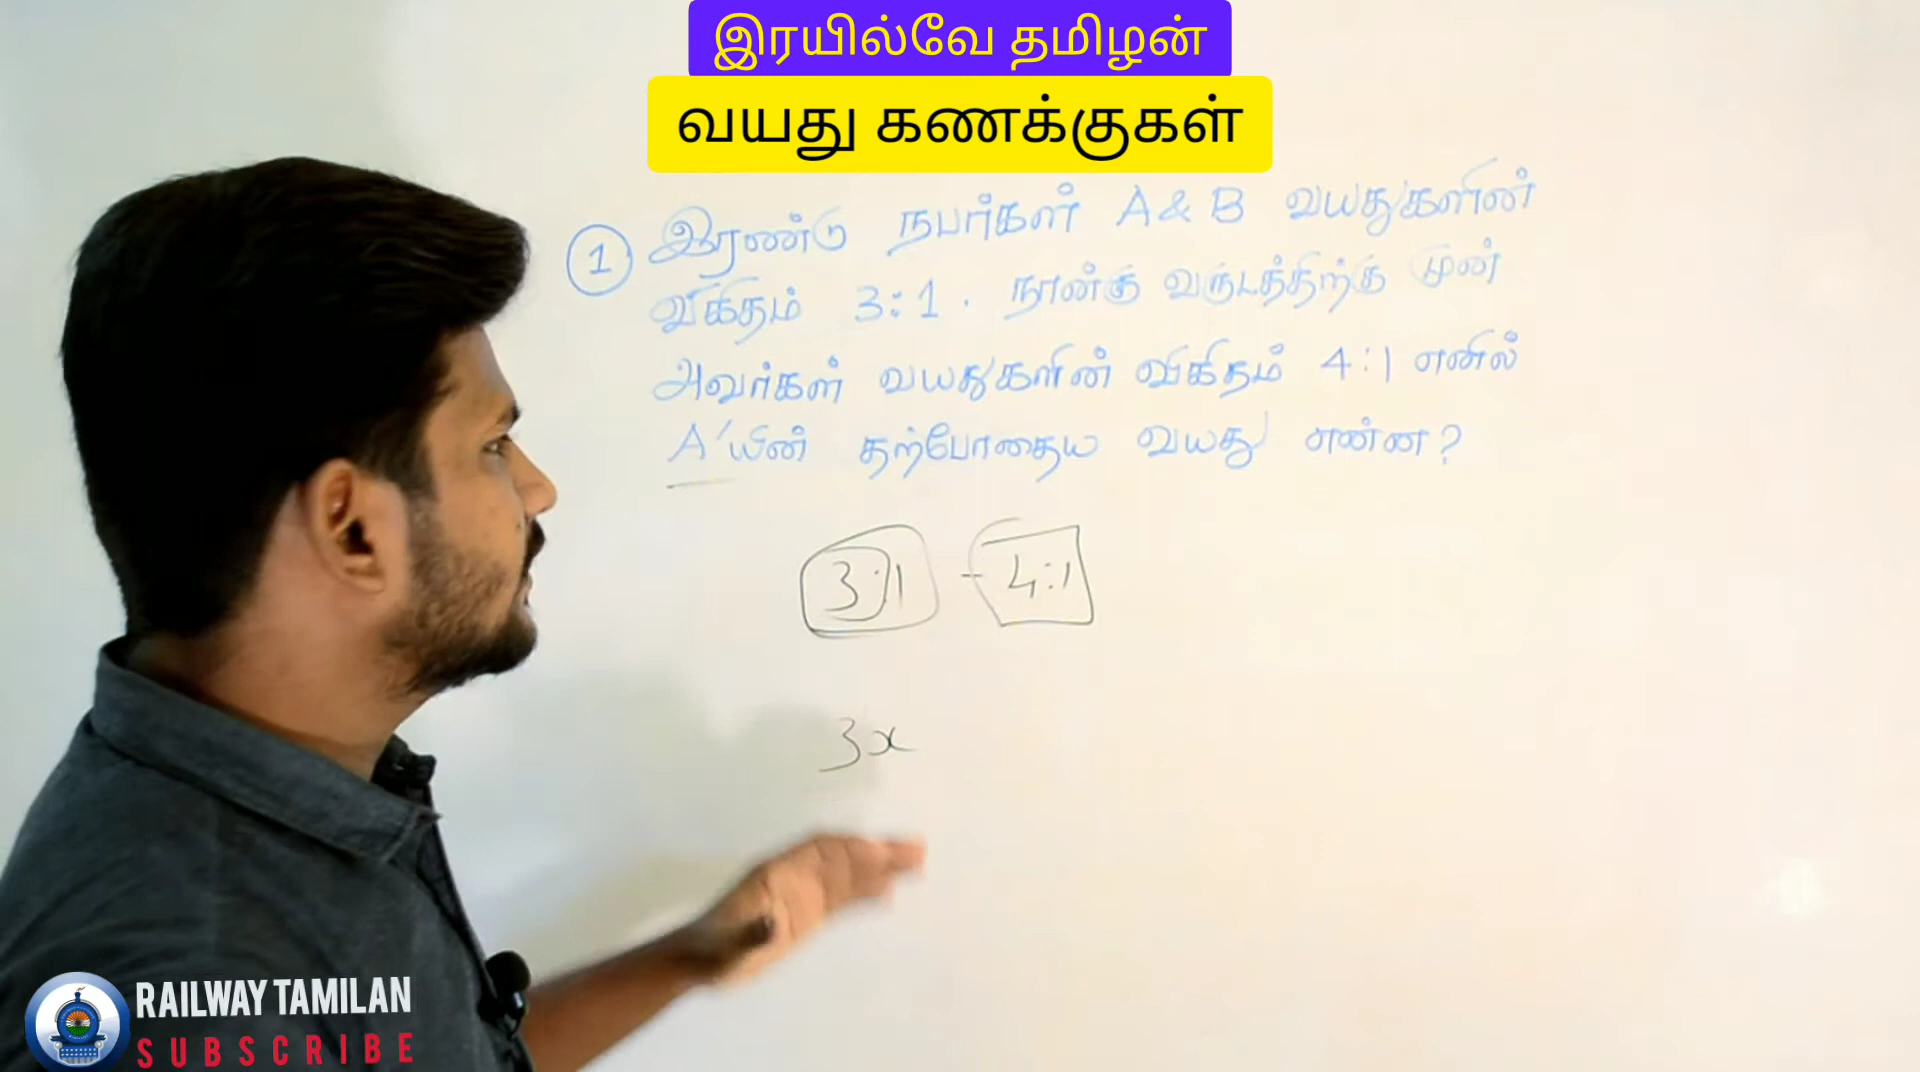 இரயில்வே தமிழன்
வயது கணக்குகள்
1 இரண்டு நபர்கள் A & B வயதுகளின்
விகிதம் 3:1. நான்கு வருடத்திற்கு முன்
அவர்கள் வயதுகளின் விகிதம் 4:1 எனில்
A'யின் தற்போதைய வயது என்ன?
3:1 - 4:1
3x
RAILWAY TAMILAN
SUBSCRIBE